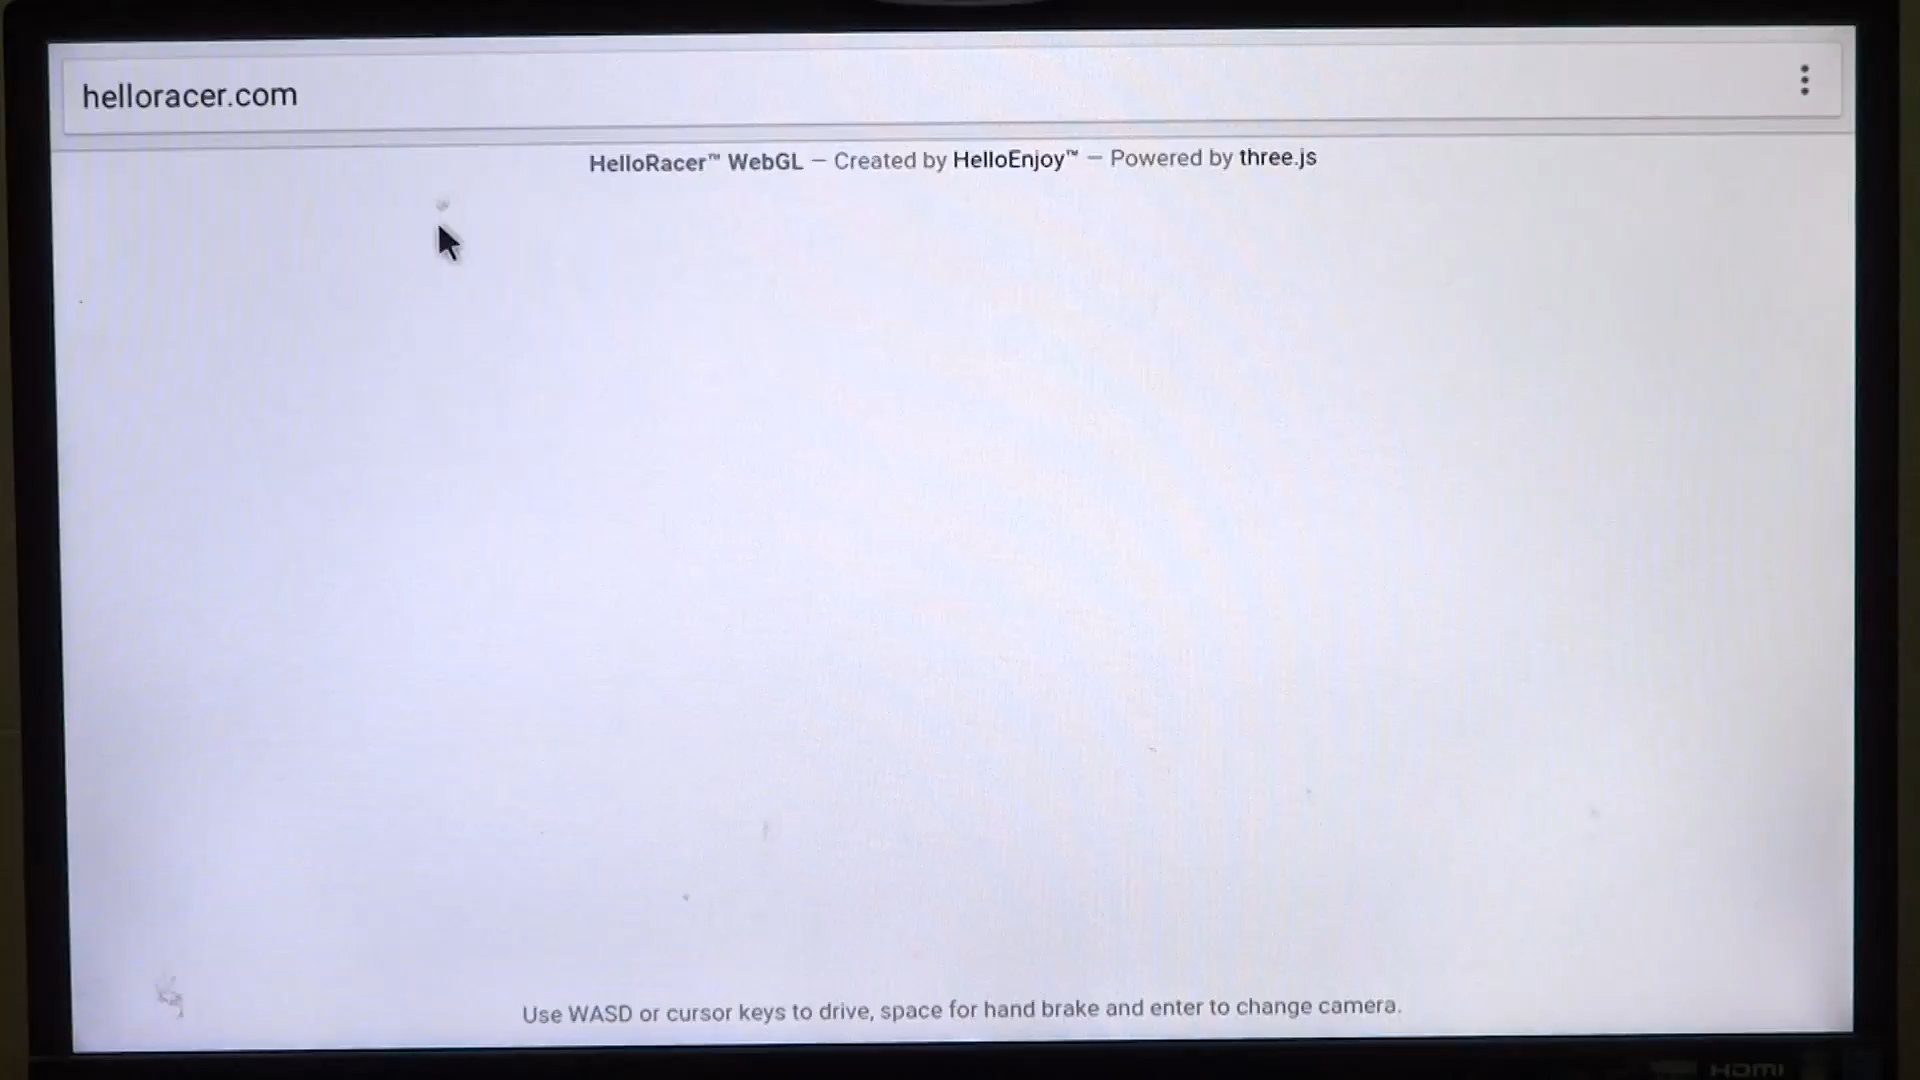 helloracer.com
HelloRacer™ WebGL — Created by HelloEnjoy™ — Powered by three.js
Use WASD or cursor keys to drive, space for hand brake and enter to change camera.
HDMI